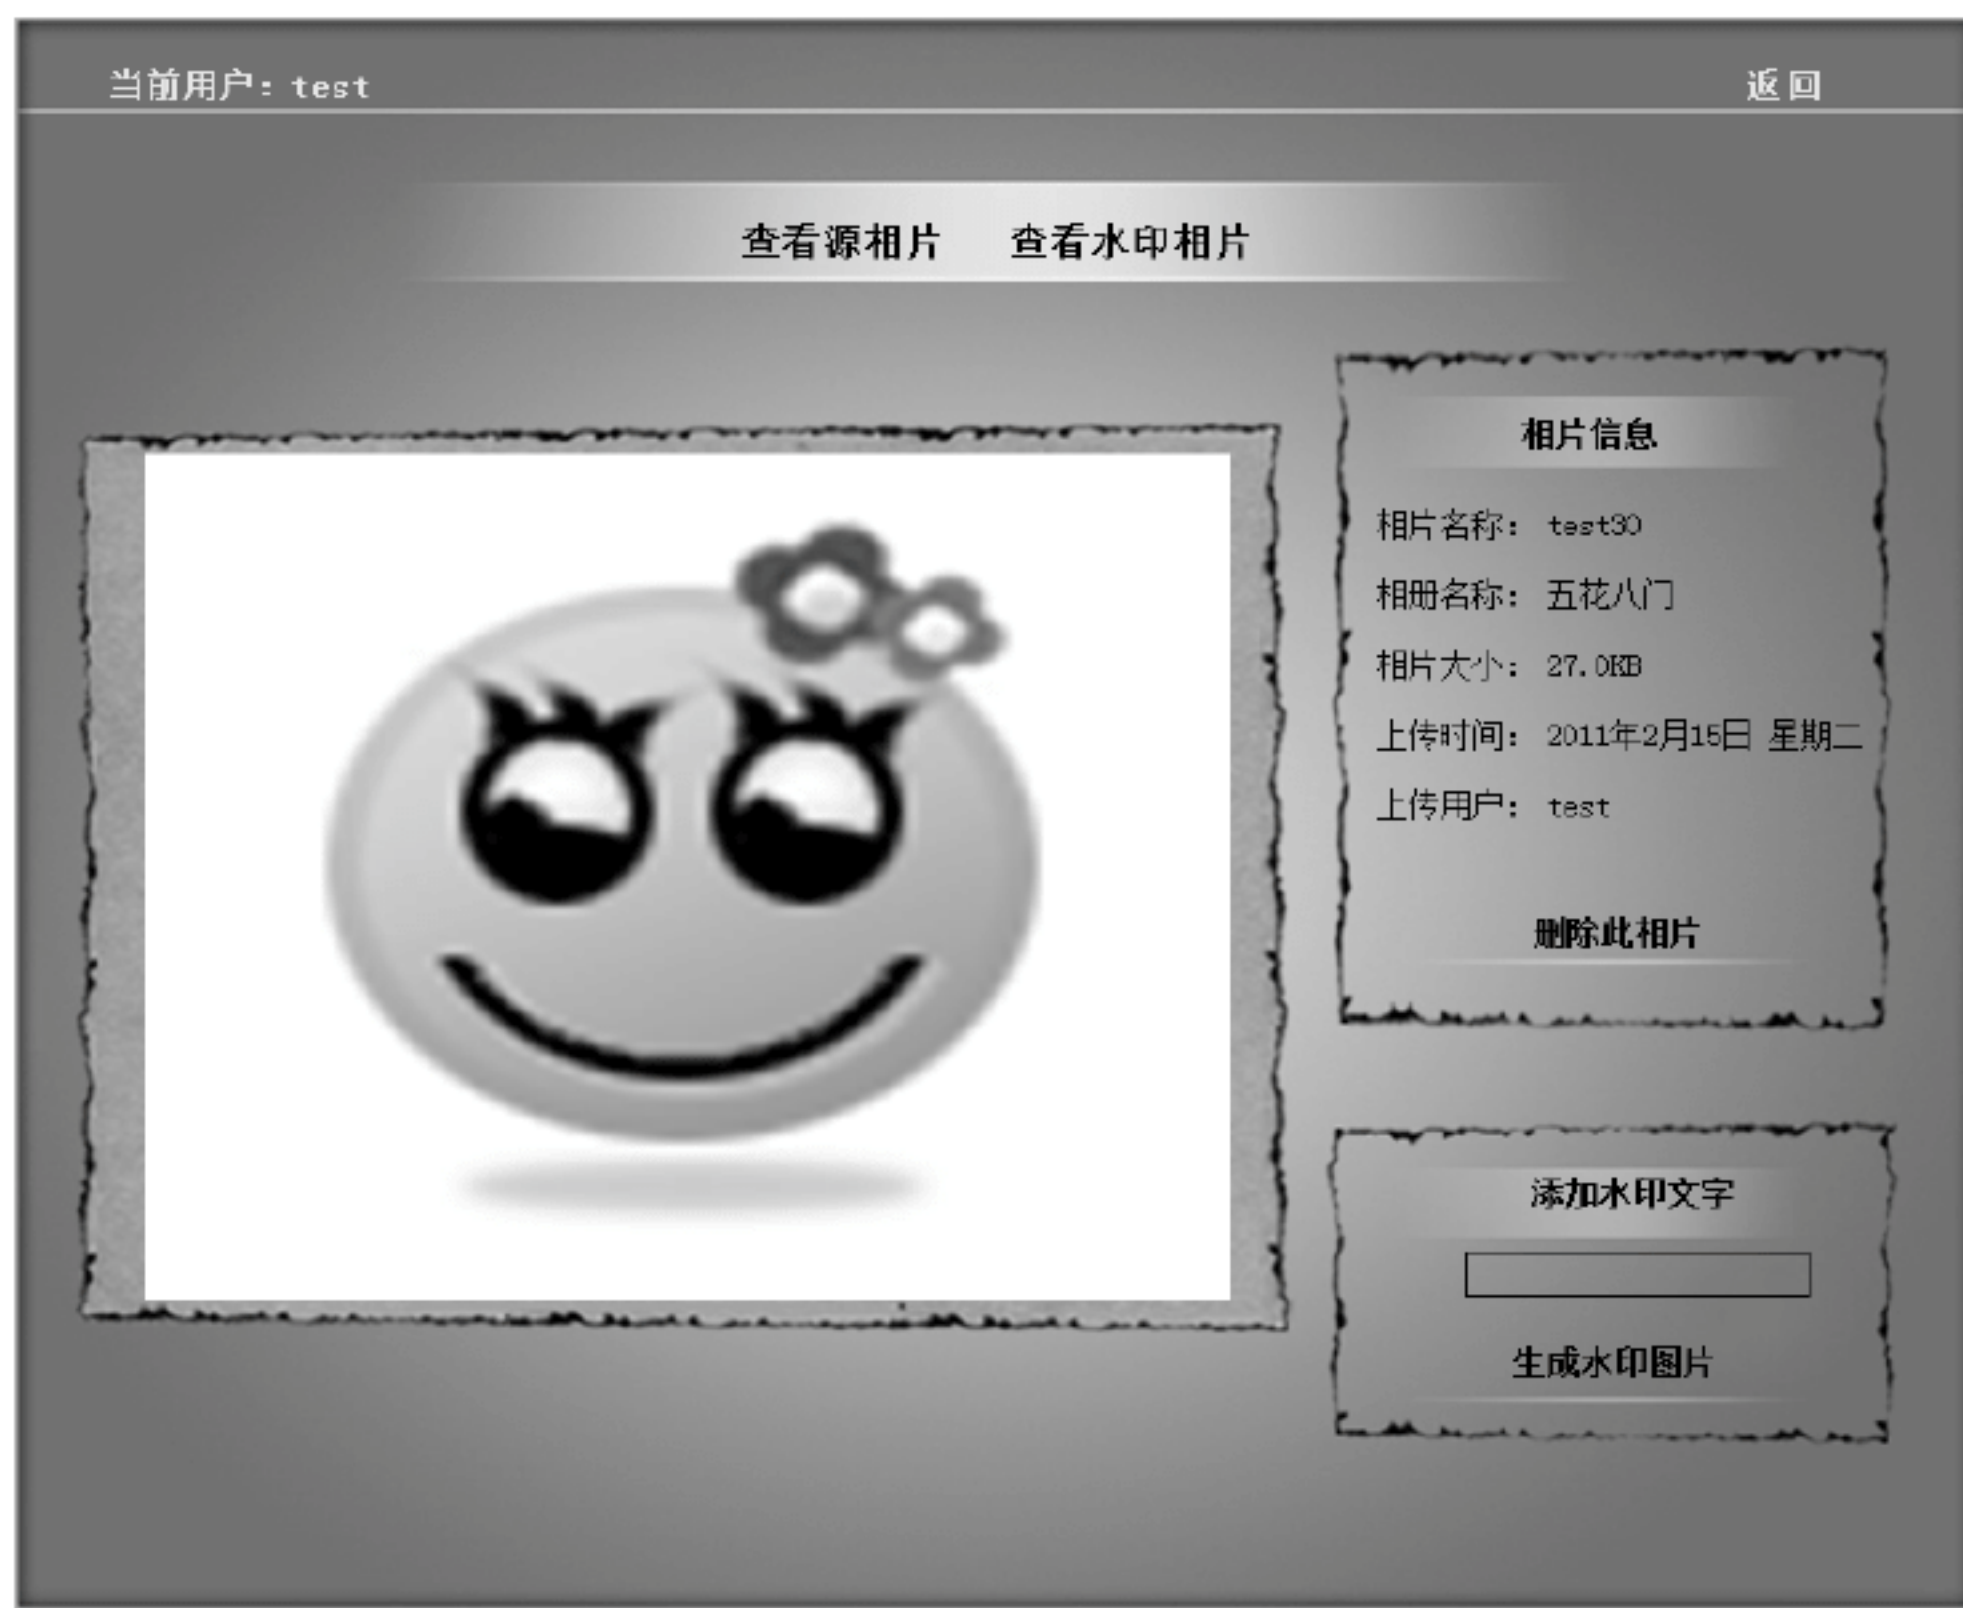 当前用户：test
返回
查看源相片 查看水印相片
相片信息
相片名称： test30
相册名称： 五花八门
相片大小： 27.0KB
上传时间： 2011年2月15日 星期二
上传用户： test
删除此相片
添加水印文字
生成水印图片